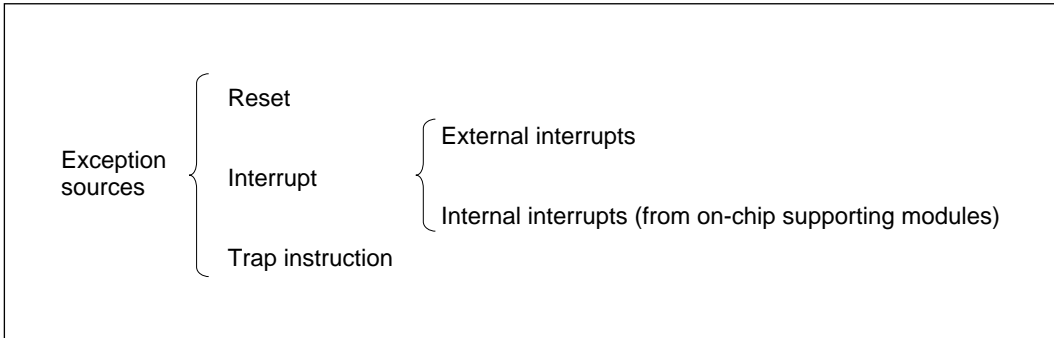 Exception
sources
Reset
Interrupt
Trap instruction
External interrupts
Internal interrupts (from on-chip supporting modules)